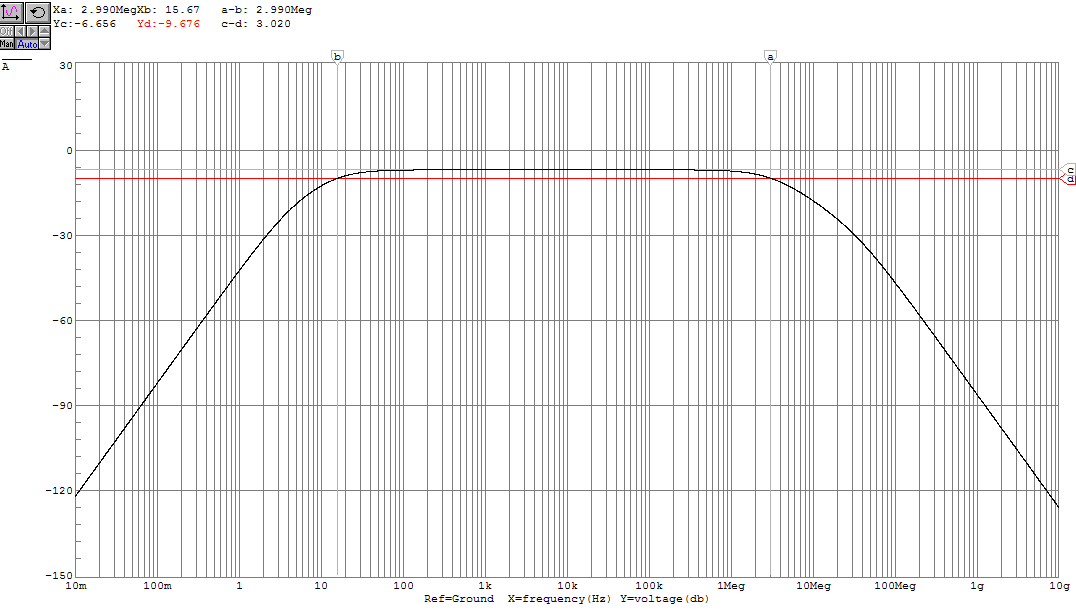 Xa: 2.990MegXb: 15.67 a-b: 2.990Meg
Yc:-6.656 Yd:-9.676 c-d: 3.020
Off
Man Auto
A
b a
30
0
c
d
-30
-60
-90
-120
-150
10m 100m 1 10 100 1k 10k 100k 1Meg 10Meg 100Meg 1g 10g
Ref=Ground X=frequency(Hz) Y=voltage(db)